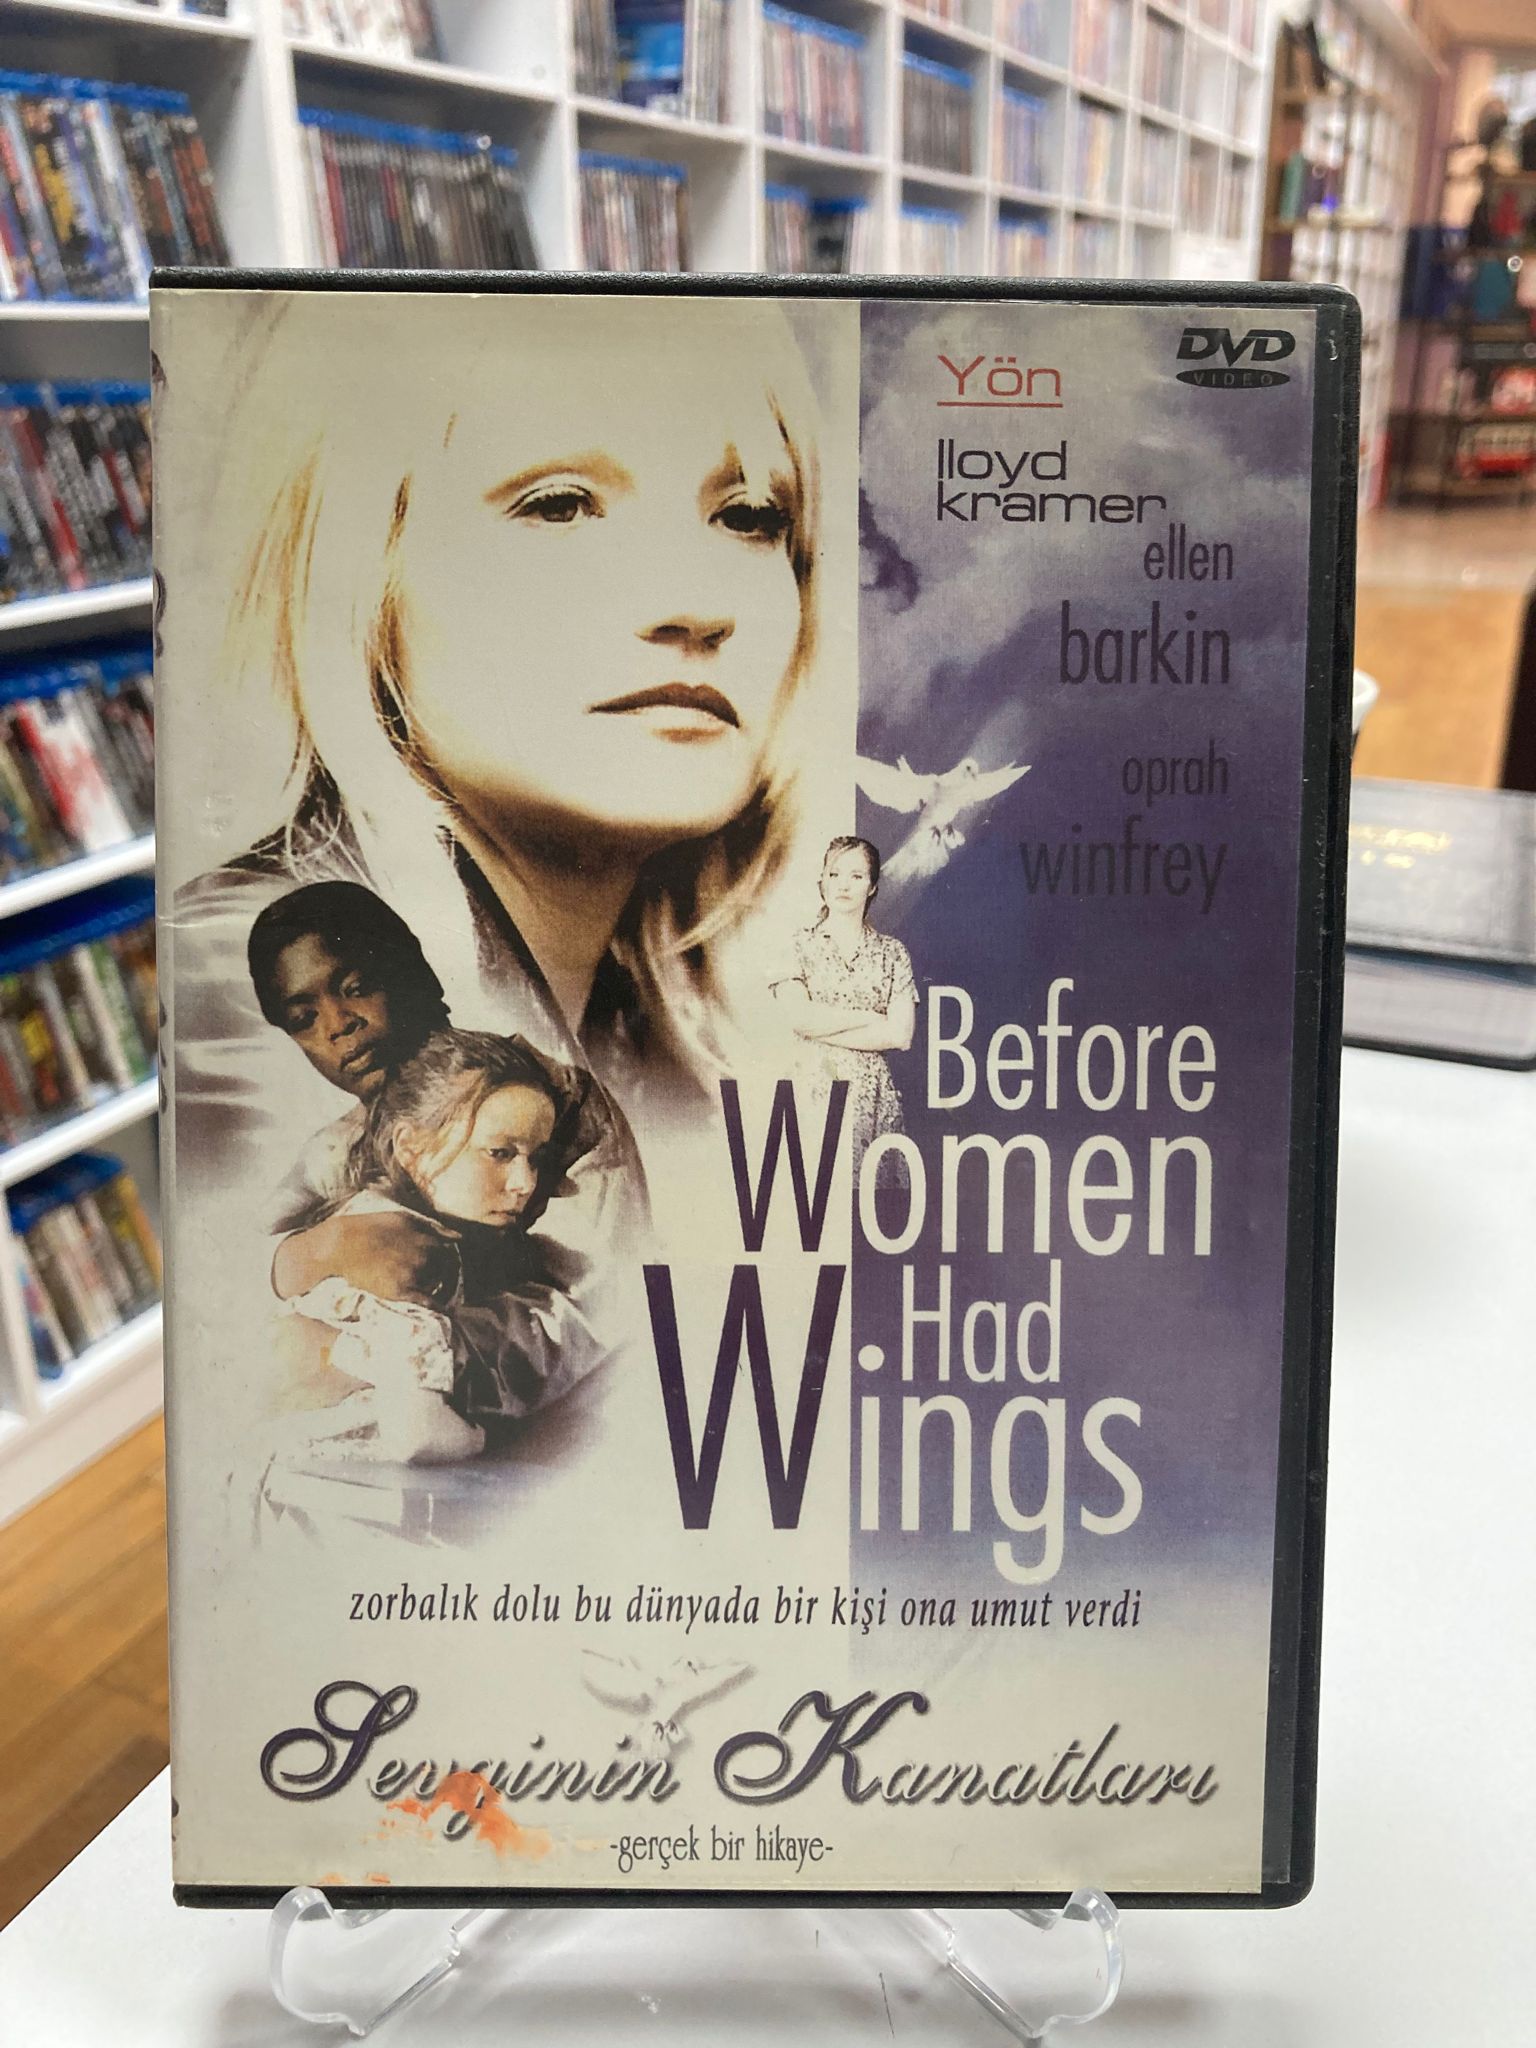 DVD
VIDEO
Yön
lloyd
kramer
ellen
barkin
oprah
winfrey
Before
Women
Had
Wings
zorbalık dolu bu dünyada bir kişi ona umut verdi
Sevginin Kanatları
-gerçek bir hikaye-